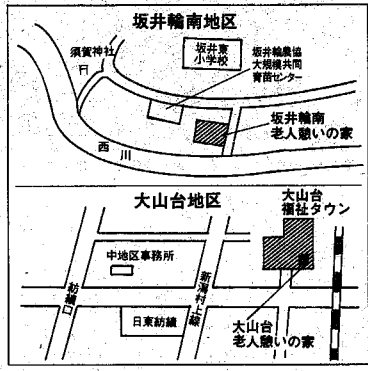 坂井輪南地区
須賀神社
坂井東
小学校
坂井輪農協
大規模共同
育苗センター
坂井輪南
老人憩いの家
西川
大山台地区
大山台
福祉タウン
中地区事務所
紡績口
新潟村上線
日東紡績
大山台
老人憩いの家